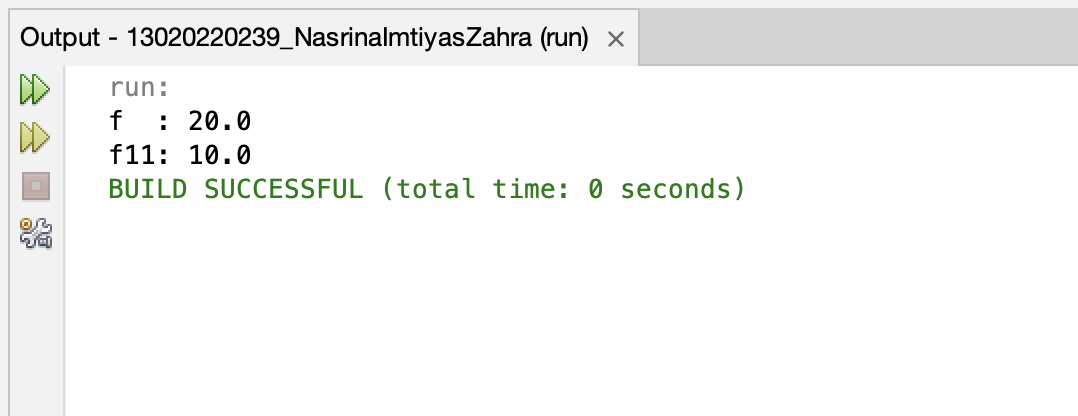 Output - 13020220239_NasrinaImtiyasZahra (run) ×
run:
f  : 20.0
f11: 10.0
BUILD SUCCESSFUL (total time: 0 seconds)